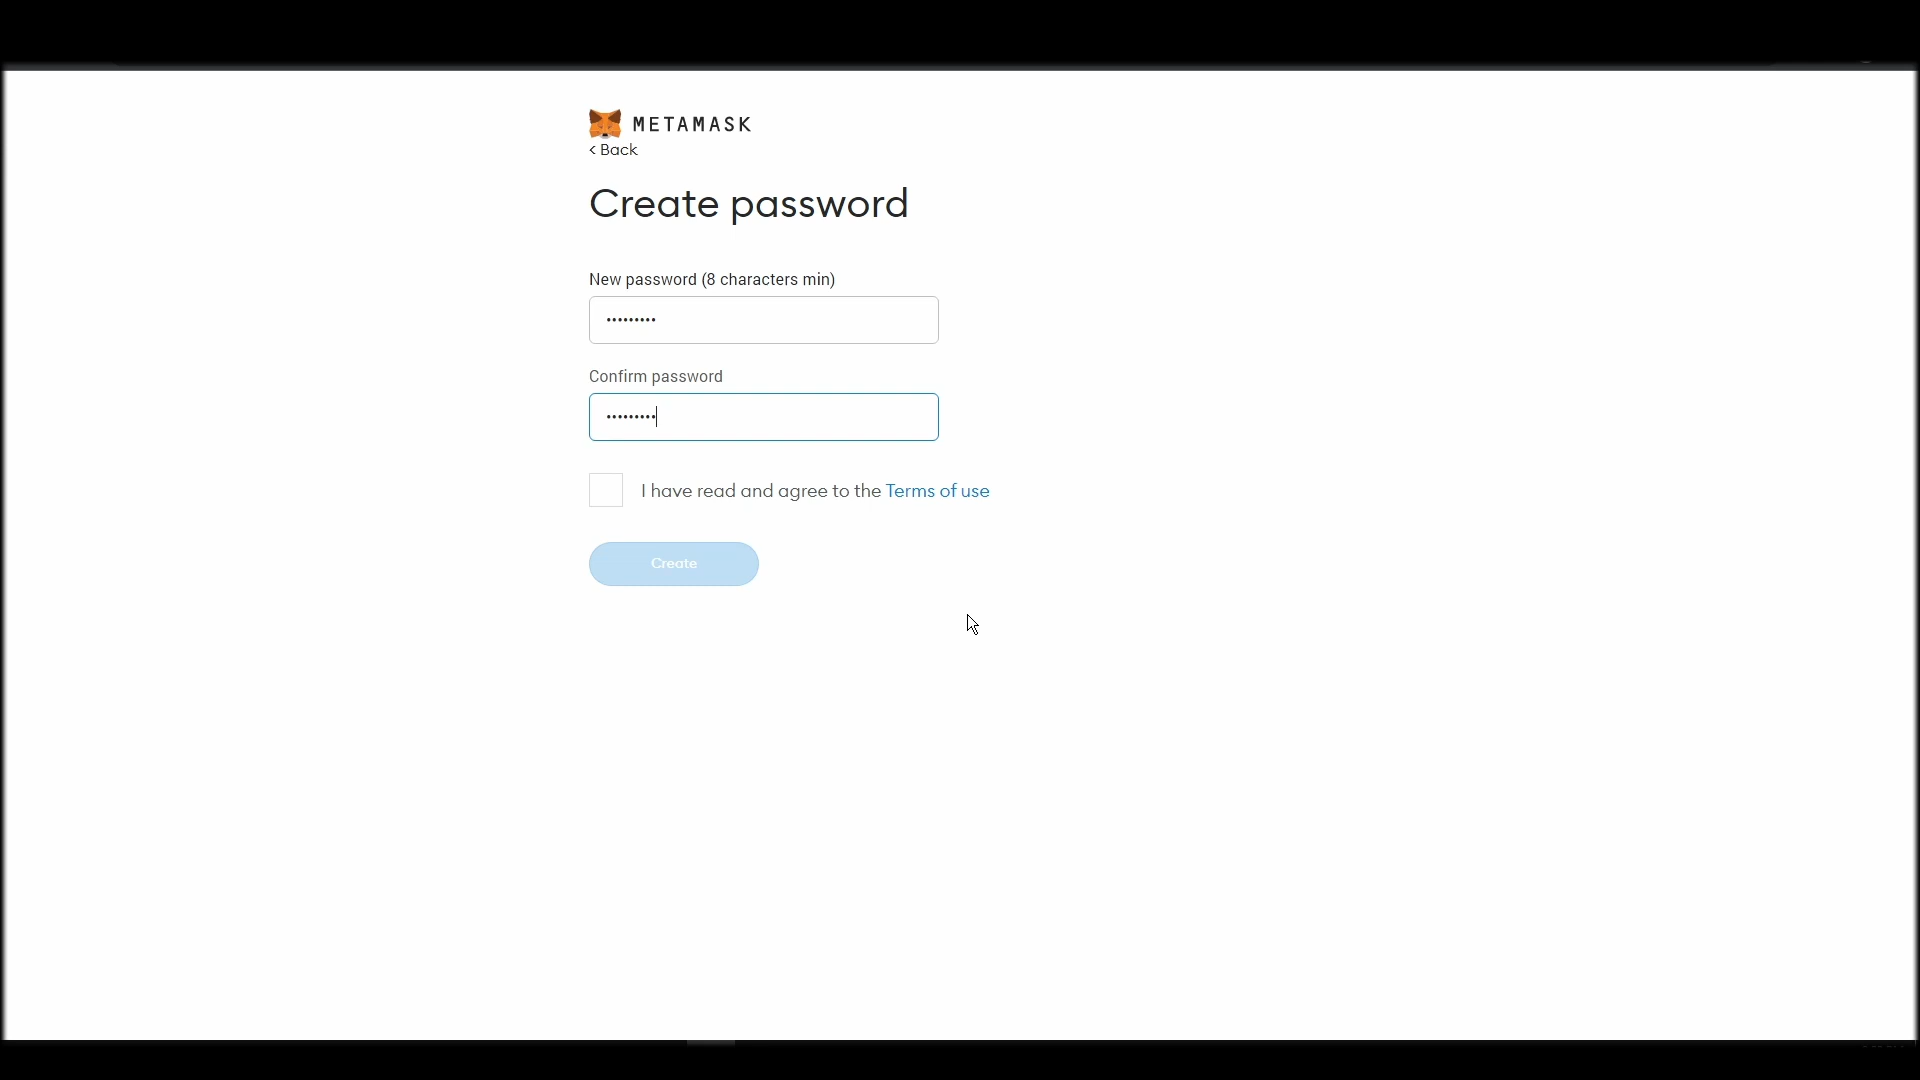 METAMASK
< Back
Create password
New password (8 characters min)
•••••••••
Confirm password
•••••••••
I have read and agree to the Terms of use
Create